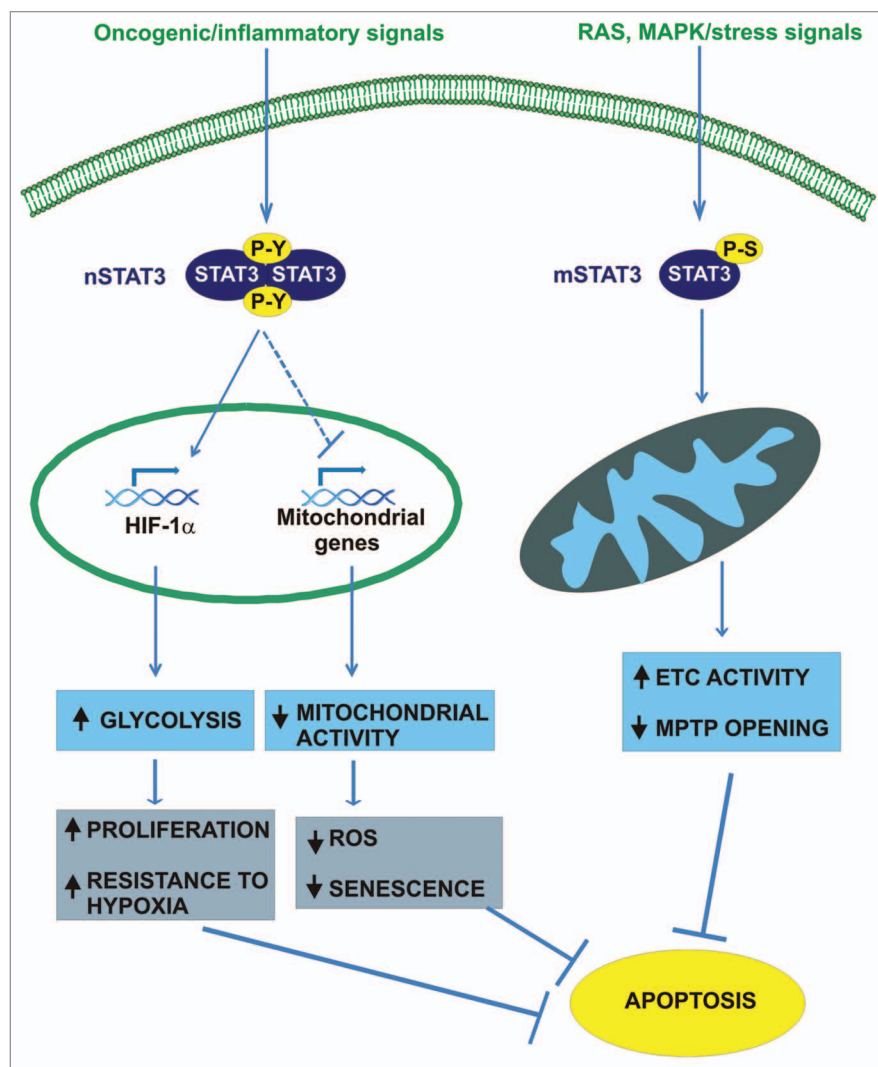 Oncogenic/inflammatory signals
RAS, MAPK/stress signals
P-Y
nSTAT3
STAT3
STAT3
P-Y
P-S
mSTAT3
STAT3
HIF-1α
Mitochondrial
genes
GLYCOLYSIS
MITOCHONDRIAL
ACTIVITY
ETC ACTIVITY
MPTP OPENING
PROLIFERATION
RESISTANCE TO
HYPOXIA
ROS
SENESCENCE
APOPTOSIS